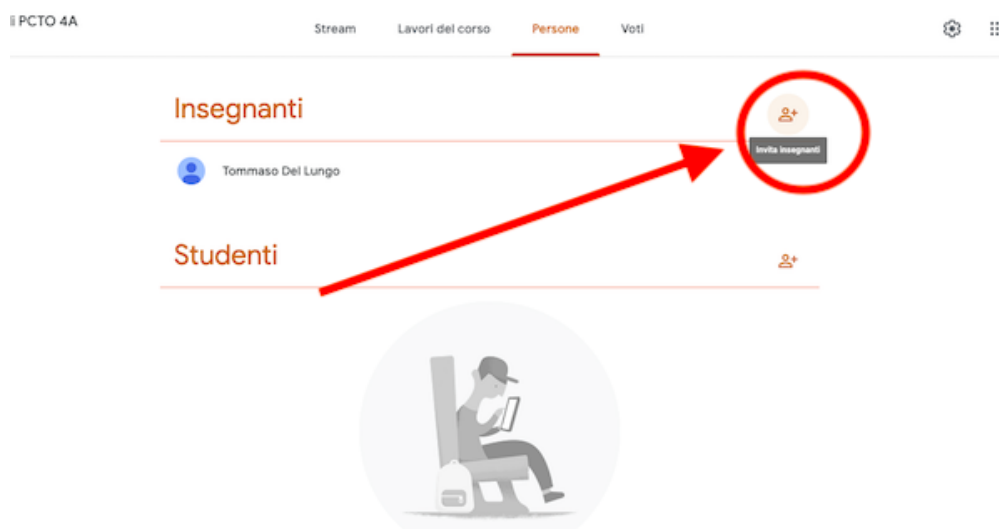 i PCTO 4A
Stream Lavori del corso Persone Voti
Insegnanti
Invita insegnanti
Tommaso Del Lungo
Studenti